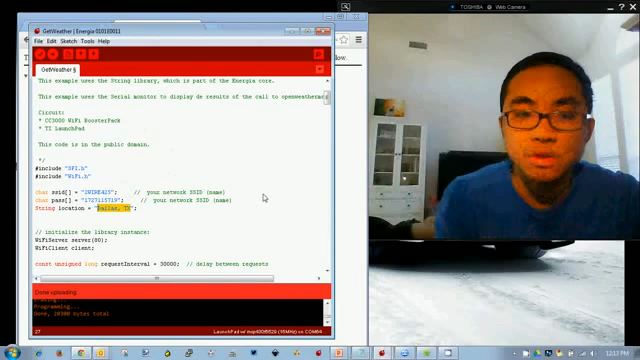 GetWeather | Energia 0101E0011
TOSHIBA
Web Camera
File Edit Sketch Tools Help
GetWeather §
This example uses the String library, which is part of the Energia core.
This example uses the Serial monitor to display de results of the call to openweatherm
Circuit:
* CC3000 WiFi BoosterPack
* TI LaunchPad
This code is in the public domain.
*/
#include "SPI.h"
#include "WiFi.h"
char ssid[] = "2WIRE425"; // your network SSID (name)
char pass[] = "1727115719"; // your network SSID (name)
String location = "Dallas, TX";
// initialize the library instance:
WiFiServer server(80);
WiFiClient client;
const unsigned long requestInterval = 30000; // delay between requests
Done uploading.
Programming...
Done, 20300 bytes total
27
12:17 PM